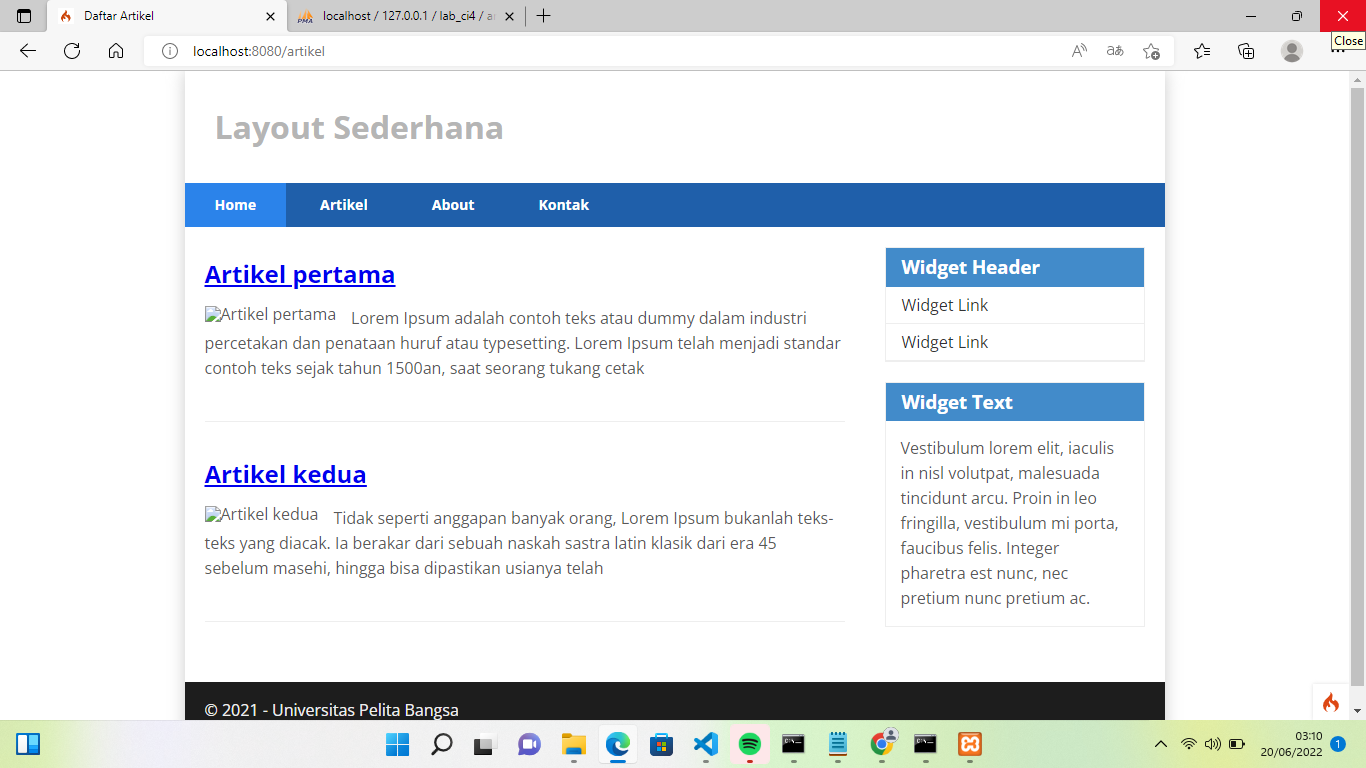 Daftar Artikel
localhost / 127.0.0.1 / lab_ci4 / a
Close
localhost:8080/artikel
Layout Sederhana
Home Artikel About Kontak
Artikel pertama
Artikel pertama Lorem Ipsum adalah contoh teks atau dummy dalam industri
percetakan dan penataan huruf atau typesetting. Lorem Ipsum telah menjadi standar
contoh teks sejak tahun 1500an, saat seorang tukang cetak
Artikel kedua
Artikel kedua Tidak seperti anggapan banyak orang, Lorem Ipsum bukanlah teks-
teks yang diacak. Ia berakar dari sebuah naskah sastra latin klasik dari era 45
sebelum masehi, hingga bisa dipastikan usianya telah
Widget Header
Widget Link
Widget Link
Widget Text
Vestibulum lorem elit, iaculis
in nisl volutpat, malesuada
tincidunt arcu. Proin in leo
fringilla, vestibulum mi porta,
faucibus felis. Integer
pharetra est nunc, nec
pretium nunc pretium ac.
© 2021 - Universitas Pelita Bangsa
03:10
20/06/2022
1